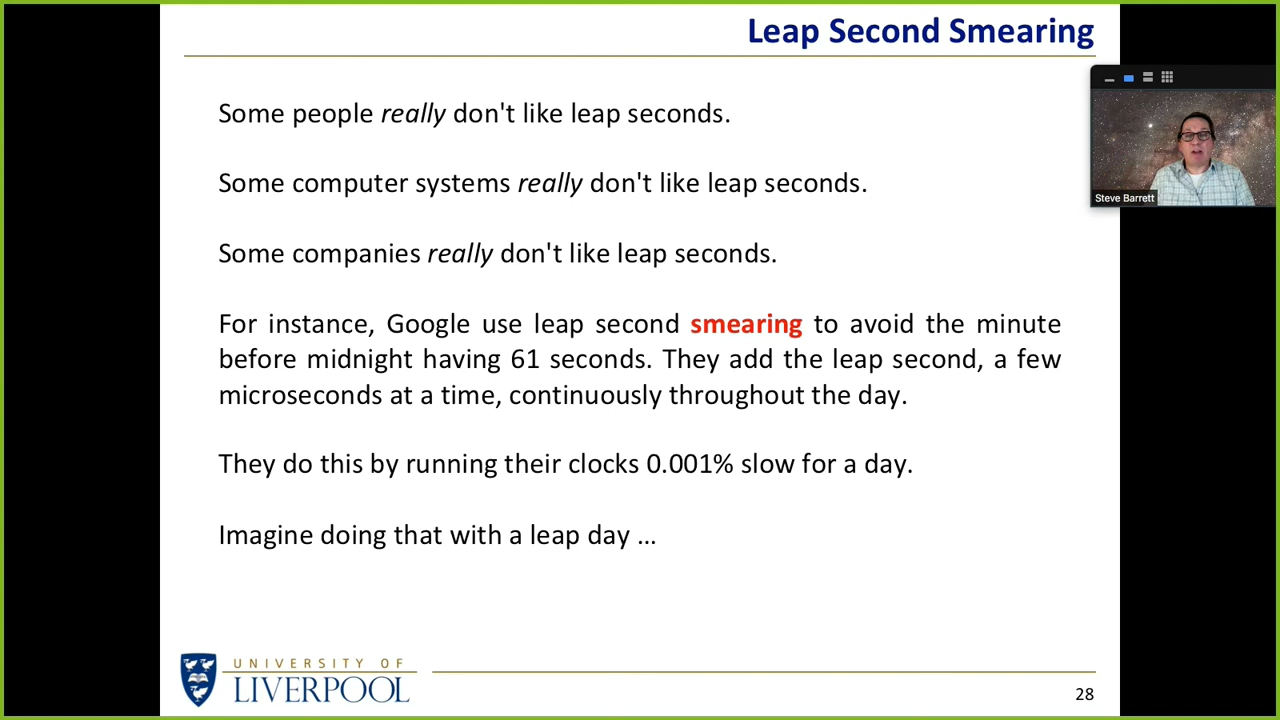 Leap Second Smearing
Some people really don't like leap seconds.
Some computer systems really don't like leap seconds.
Some companies really don't like leap seconds.
For instance, Google use leap second smearing to avoid the minute
before midnight having 61 seconds. They add the leap second, a few
microseconds at a time, continuously throughout the day.
They do this by running their clocks 0.001% slow for a day.
Imagine doing that with a leap day ...
Steve Barrett
UNIVERSITY OF
LIVERPOOL
28